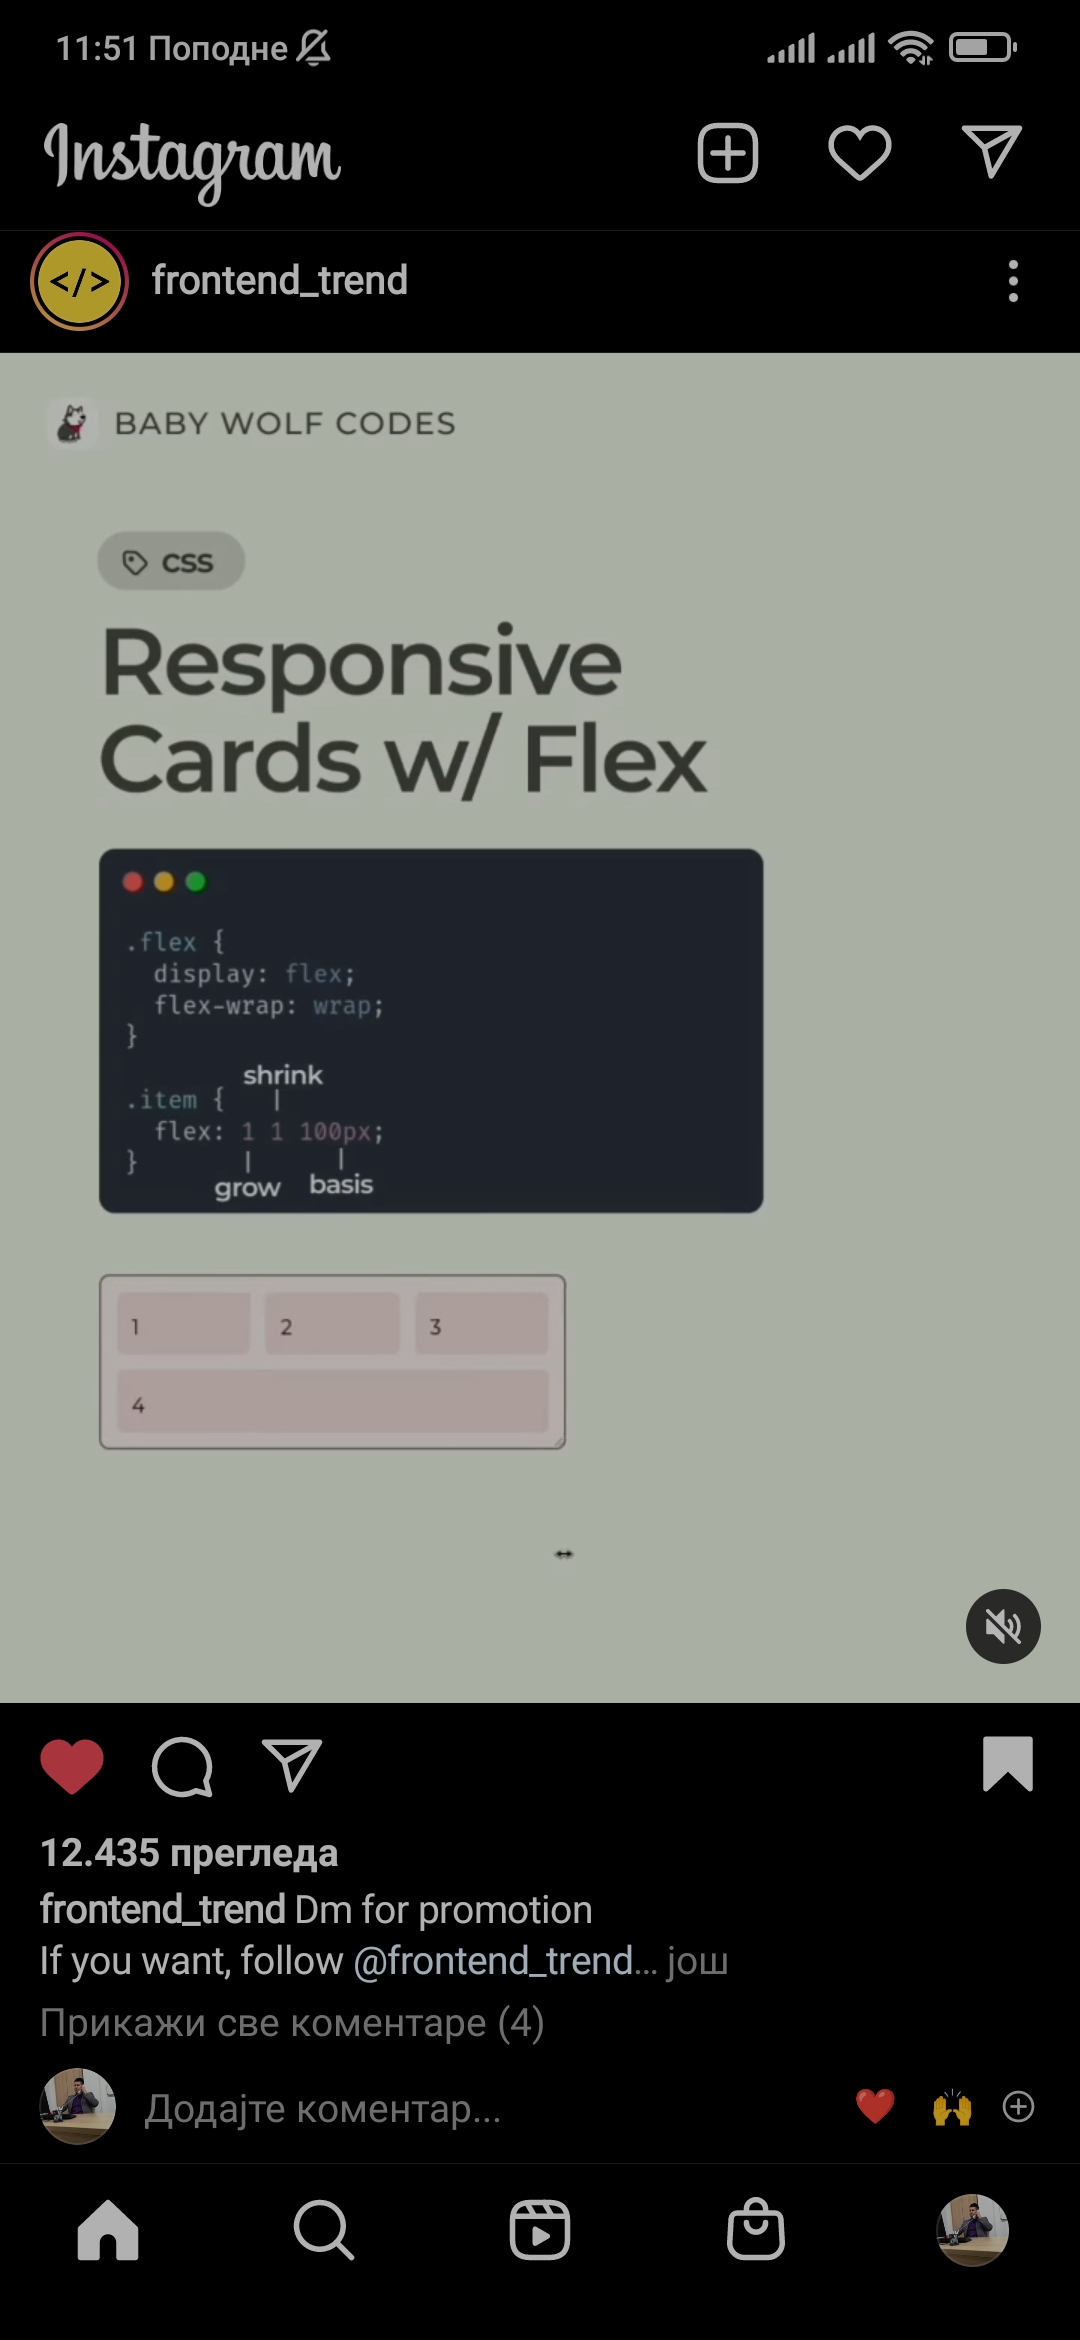 11:51 Поподне
Instagram
</> frontend_trend
BABY WOLF CODES
CSS
Responsive
Cards w/ Flex
.flex {
display: flex;
flex-wrap: wrap;
}
shrink
.item {
flex: 1 1 100px;
}
grow basis
1 2 3
4
12.435 прегледа
frontend_trend Dm for promotion
If you want, follow @frontend_trend... још
Прикажи све коментаре (4)
Додајте коментар...